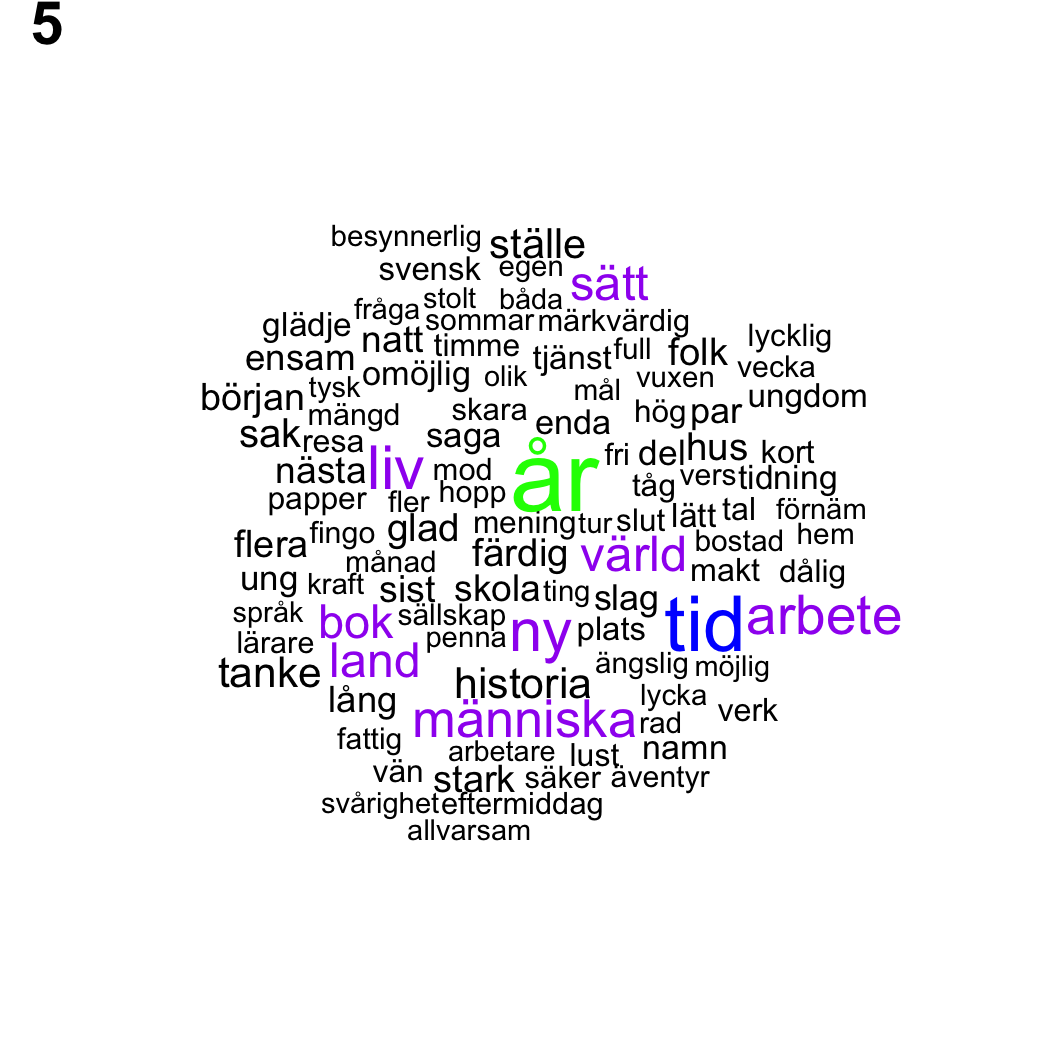 5
besynnerlig ställe
svensk egen sätt
fråga stolt båda
glädje sommar märkvärdig lycklig
ensam natt timme tjänst full folk vecka
början tysk omöjlig olik mål vuxen ungdom
mängd skara enda hög par
sak resa saga år fri del hus kort
nästa liv mod tåg vers tidning
papper fler hopp
flera fingo glad mening tur slut lätt tal förnäm
månad färdig värld bostad hem
ung kraft sist skola ting slag makt dålig
språk bok sällskap ny plats tid arbete
lärare penna
tanke land historia ängslig möjlig
lång människa lycka rad verk
fattig arbetare lust namn
vän stark säker äventyr
svårighet eftermiddag
allvarsam